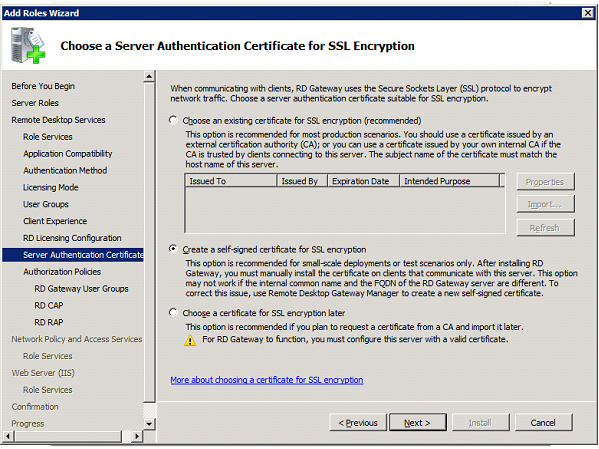 Add Roles Wizard
Choose a Server Authentication Certificate for SSL Encryption
Before You Begin
Server Roles
Remote Desktop Services
Role Services
Application Compatibility
Authentication Method
Licensing Mode
User Groups
Client Experience
RD Licensing Configuration
Server Authentication Certificate
Authorization Policies
RD Gateway User Groups
RD CAP
RD RAP
Network Policy and Access Services
Role Services
Web Server (IIS)
Role Services
Confirmation
Progress
When communicating with clients, RD Gateway uses the Secure Sockets Layer (SSL) protocol to encrypt
network traffic. Choose a server authentication certificate suitable for SSL encryption.
Choose an existing certificate for SSL encryption (recommended)
This option is recommended for most production scenarios. You should use a certificate issued by an
external certification authority (CA); or you can use a certificate issued by your own internal CA if the
CA is trusted by clients connecting to this server. The subject name of the certificate must match the
host name of this server.
Issued To Issued By Expiration Date Intended Purpose
Properties
Import...
Refresh
Create a self-signed certificate for SSL encryption
This option is recommended for small-scale deployments or test scenarios only. After installing RD
Gateway, you must manually install the certificate on clients that communicate with this server. This option
may not work if the internal common name and the FQDN of the RD Gateway server are different. To
correct this issue, use Remote Desktop Gateway Manager to create a new self-signed certificate.
Choose a certificate for SSL encryption later
This option is recommended if you plan to request a certificate from a CA and import it later.
For RD Gateway to function, you must configure this server with a valid certificate.
More about choosing a certificate for SSL encryption
< Previous Next > Install Cancel